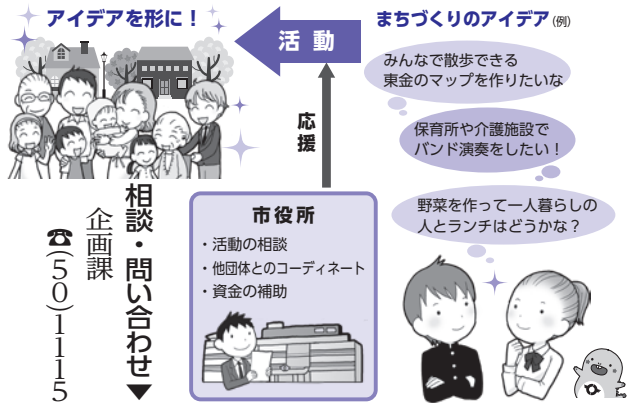 アイデアを形に！
活動
まちづくりのアイデア(例)
みんなで散歩できる
東金のマップを作りたいな
保育所や介護施設で
バンド演奏をしたい！
野菜を作って一人暮らしの
人とランチはどうかな？
応援
市役所
・活動の相談
・他団体とのコーディネート
・資金の補助
相談・問い合わせ▼
企画課
☎(50)1115